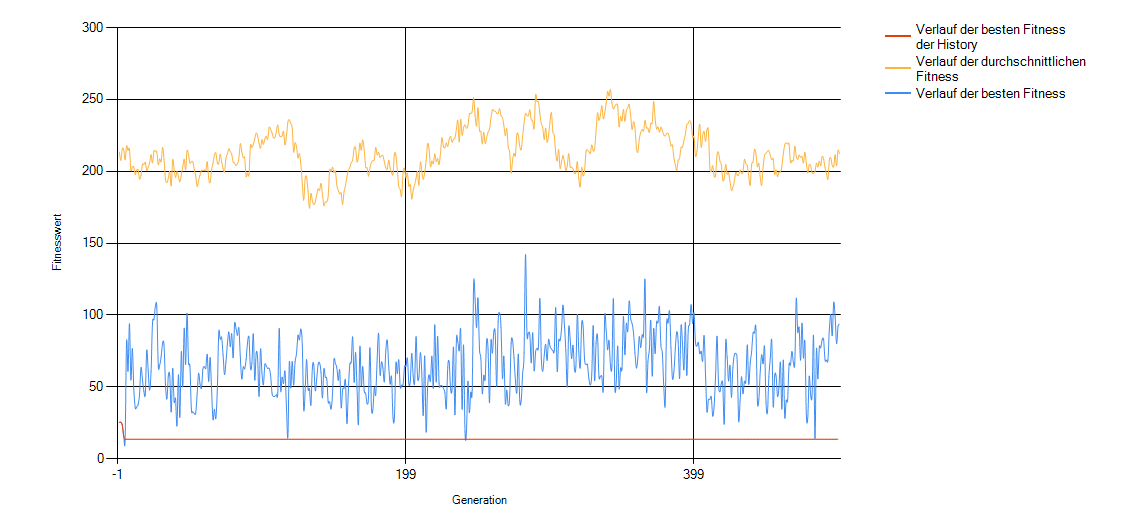 300
250
200
150
100
50
0
Fitnesswert
-1
199
399
Generation
Verlauf der besten Fitness
der History
Verlauf der durchschnittlichen
Fitness
Verlauf der besten Fitness